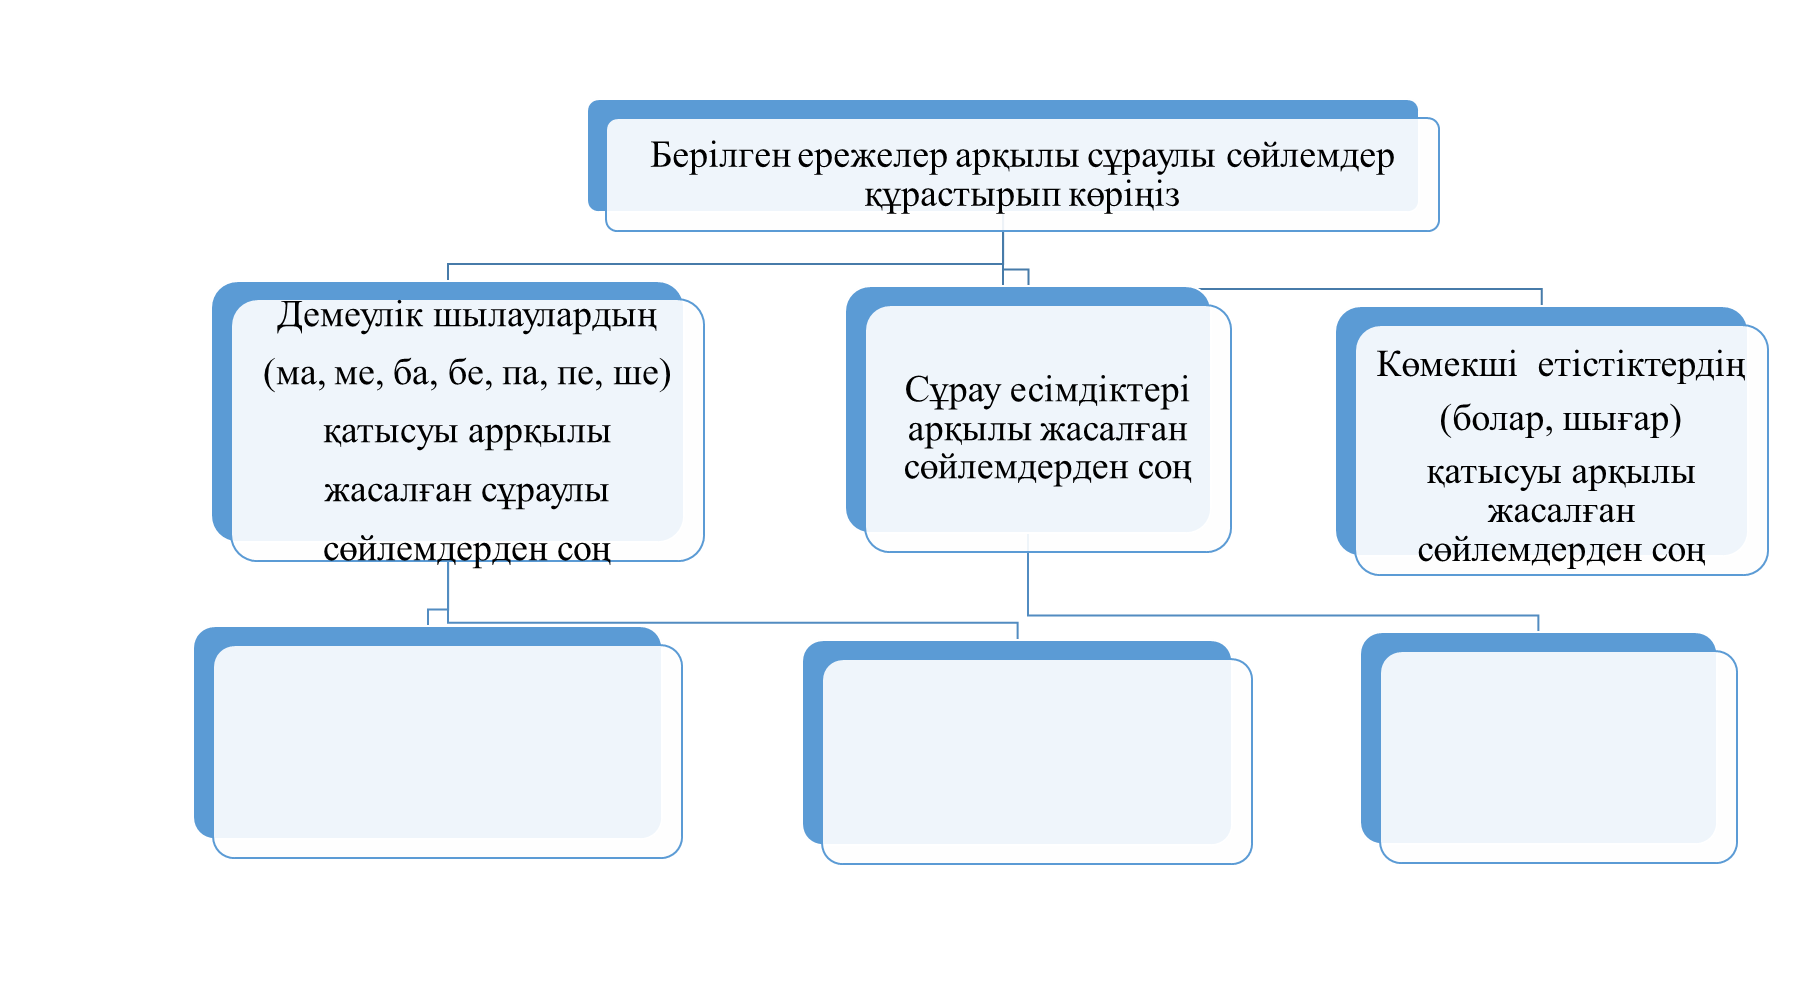 Берілген ережелер арқылы сұраулы сөйлемдер
құрастырып көріңіз
Демеулік шылаулардың
(ма, ме, ба, бе, па, пе, ше)
қатысуы аррқылы
жасалған сұраулы
сөйлемдерден соң
Сұрау есімдіктері
арқылы жасалған
сөйлемдерден соң
Көмекші етістіктердің
(болар, шығар)
қатысуы арқылы
жасалған
сөйлемдерден соң